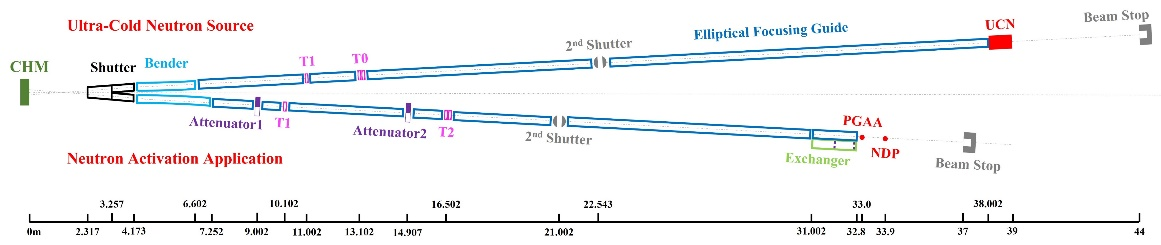 Ultra-Cold Neutron Source
UCN
Beam Stop
Elliptical Focusing Guide
2nd Shutter
CHM
Shutter
Bender
T1
T0
Attenuator1
T1
Attenuator2
T2
2nd Shutter
PGAA
NDP
Exchanger
Beam Stop
Neutron Activation Application
3.257 6.602 10.102 16.502 22.543 33.0 38.002
0m 2.317 4.173 7.252 9.002 11.002 13.102 14.907 21.002 31.002 32.8 33.9 37 39 44